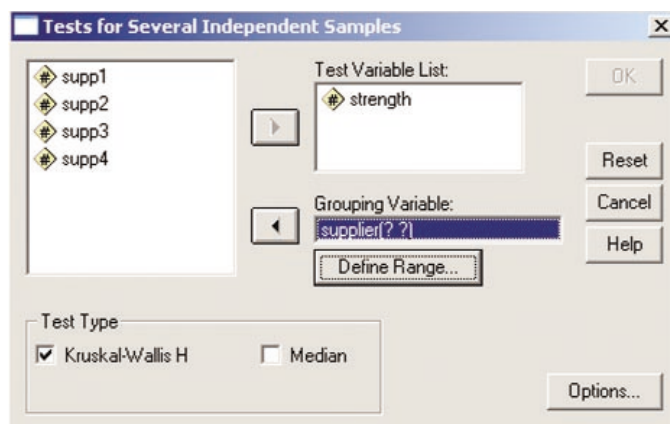 Tests for Several Independent Samples
supp1
supp2
supp3
supp4
Test Variable List:
strength
Grouping Variable:
supplier(? ?)
Define Range...
OK
Reset
Cancel
Help
Test Type
Kruskal-Wallis H
Median
Options...